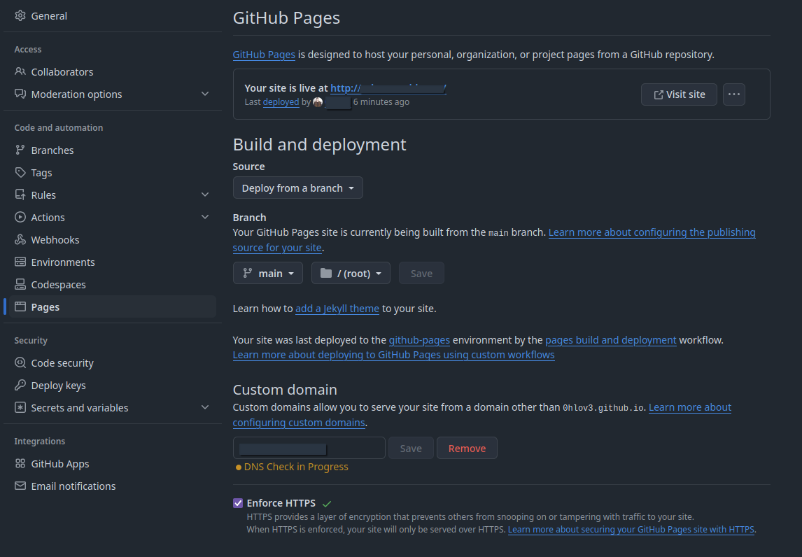 General
GitHub Pages
Access
GitHub Pages is designed to host your personal, organization, or project pages from a GitHub repository.
Collaborators
Moderation options
Your site is live at http://
Last deployed by 6 minutes ago
Visit site
Code and automation
Branches
Tags
Rules
Actions
Webhooks
Environments
Codespaces
Pages
Security
Code security
Deploy keys
Secrets and variables
Integrations
GitHub Apps
Email notifications
Build and deployment
Source
Deploy from a branch
Branch
Your GitHub Pages site is currently being built from the main branch. Learn more about configuring the publishing
source for your site.
main
/ (root)
Save
Learn how to add a Jekyll theme to your site.
Your site was last deployed to the github-pages environment by the pages build and deployment workflow.
Learn more about deploying to GitHub Pages using custom workflows
Custom domain
Custom domains allow you to serve your site from a domain other than 0hlov3.github.io. Learn more about
configuring custom domains.
Save
Remove
DNS Check in Progress
Enforce HTTPS
HTTPS provides a layer of encryption that prevents others from snooping on or tampering with traffic to your site.
When HTTPS is enforced, your site will only be served over HTTPS. Learn more about securing your GitHub Pages site with HTTPS.